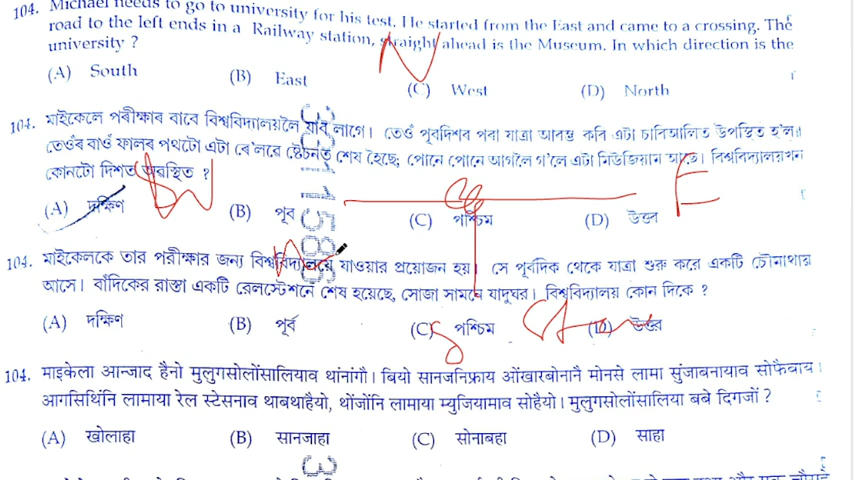 104. Michael needs to go to university for his test. He started from the East and came to a crossing. The
road to the left ends in a Railway station, straight ahead is the Museum. In which direction is the
university ?
(A) South (B) East (C) West (D) North
N
104. মাইকেলে পৰীক্ষাৰ বাবে বিশ্ববিদ্যালয়লৈ যাব লাগে। তেওঁ পূবদিশৰ পৰা যাত্ৰা আৰম্ভ কৰি এটা চাৰিআলিত উপস্থিত হ'ল।
তেওঁৰ বাওঁ ফালৰ পথটো এটা ৰে'লৱে ষ্টেচনত শেষ হৈছে, পোনে পোনে আগলৈ গ'লে এটা মিউজিয়াম আছে। বিশ্ববিদ্যালয়খন
কোনটো দিশত অৱস্থিত ?
W E
(A) দক্ষিণ (B) পূব (C) পশ্চিম (D) উত্তৰ
104. মাইকেলকে তার পরীক্ষার জন্য বিশ্ববিদ্যালয়ে যাওয়ার প্রয়োজন হয়। সে পূর্বদিক থেকে যাত্রা শুরু করে একটি চৌমাথায়
আসে। বাঁদিকের রাস্তা একটি রেলস্টেশনে শেষ হয়েছে, সোজা সামনে যাদুঘর। বিশ্ববিদ্যালয় কোন দিকে ?
(A) দক্ষিণ (B) পূর্ব (C) পশ্চিম (D) উত্তর
S
104. माइकेला आन्जाद हैनो मुलुगसोलोंसालियाव थांनांगौ। बियो सानजानिफ्राय ओंखारबोनानै मोनसे लामा सुंजाबनायाव सोफैबाय।
आगसिथिंनि लामाया रेल स्टेसनाव थाबथाहैयो, थोंजोंनि लामाया म्युजियामाव सोहैयो। मुलुगसोलोंसालिया बबे दिगजों ?
(A) खोलाहा (B) सानजाहा (C) सोनाबहा (D) साहा